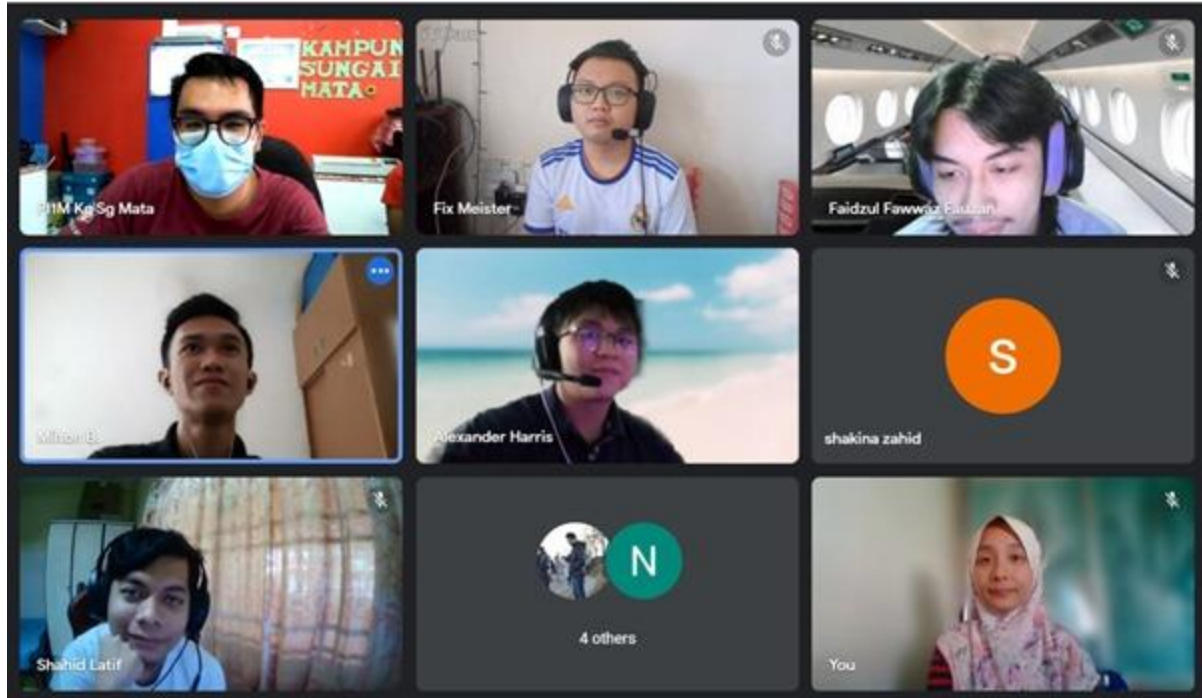 KAMPUN
SUNGAI
MATA
Kg Sg Mata
Fix Meister
Faidzul Fawwaz Fauzan
Alexander Harris
S
shakina zahid
Shahid Latif
N
4 others
You